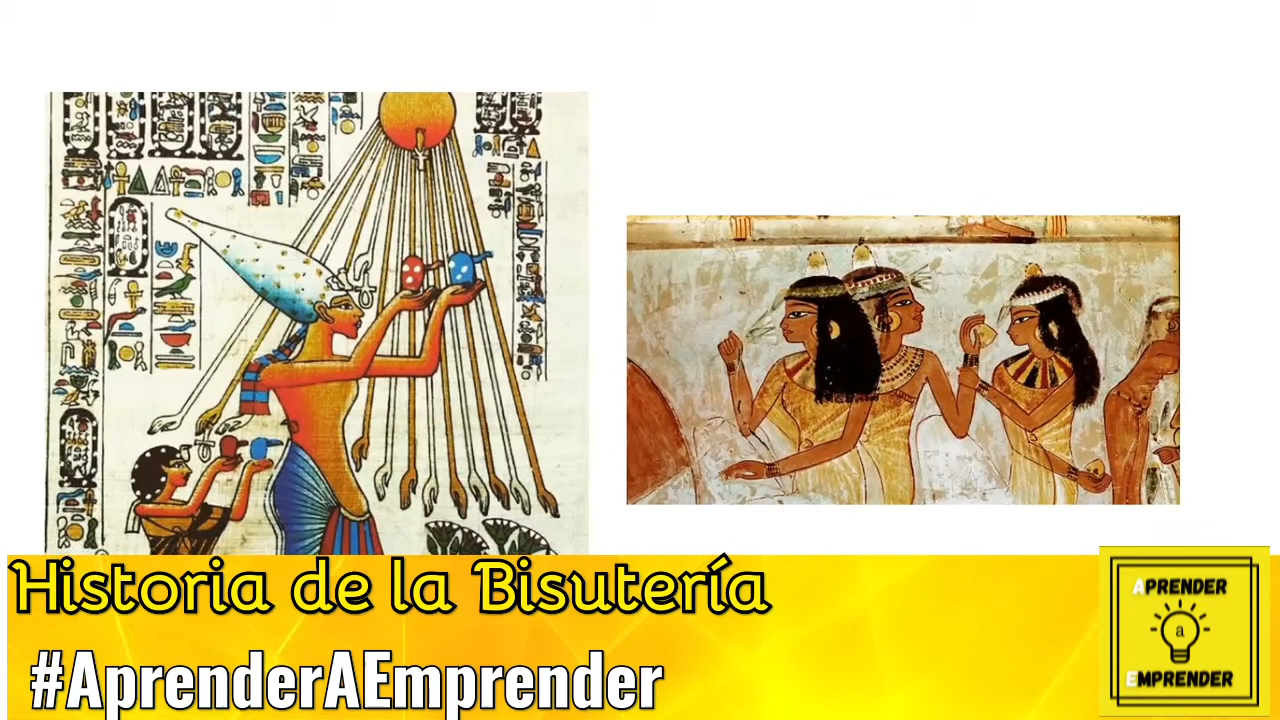 Historia de la Bisutería
#AprenderAEmprender
APRENDER
a
EMPRENDER